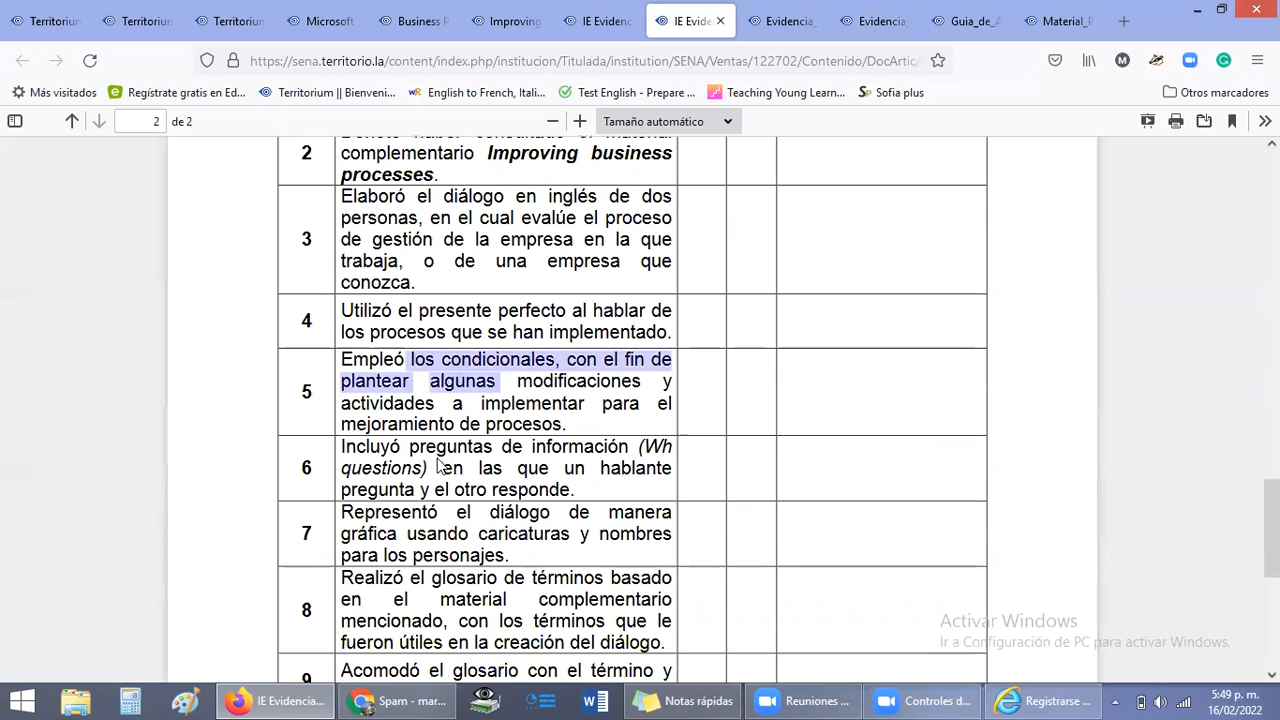 Territorium
Territoriun
Territoriun
Microsoft
Business P
Improving
IE Evidenc
IE Evide
Evidencia_
Evidencia_
Guia_de_A
Material_P
https://sena.territorio.la/content/index.php/institucion/Titulada/institution/SENA/Ventas/122702/Contenido/DocArtic/
Más visitados
Regístrate gratis en Ed...
Territorium || Bienveni...
English to French, Itali...
Test English - Prepare ...
Teaching Young Lear...
Sofia plus
Otros marcadores
2
de 2
Tamaño automático
2
complementario Improving business
processes.
3
Elaboró el diálogo en inglés de dos
personas, en el cual evalúe el proceso
de gestión de la empresa en la que
trabaja, o de una empresa que
conozca.
4
Utilizó el presente perfecto al hablar de
los procesos que se han implementado.
5
Empleó los condicionales, con el fin de
plantear algunas modificaciones y
actividades a implementar para el
mejoramiento de procesos.
6
Incluyó preguntas de información (Wh
questions) en las que un hablante
pregunta y el otro responde.
7
Representó el diálogo de manera
gráfica usando caricaturas y nombres
para los personajes.
8
Realizó el glosario de términos basado
en el material complementario
mencionado, con los términos que le
fueron útiles en la creación del diálogo.
9
Acomodó el glosario con el término y
Activar Windows
Ir a Configuración de PC para activar Windows.
IE Evidencia...
Spam - mar...
Notas rápidas
Reuniones ...
Controles d...
Registrarse ...
5:49 p. m.
16/02/2022